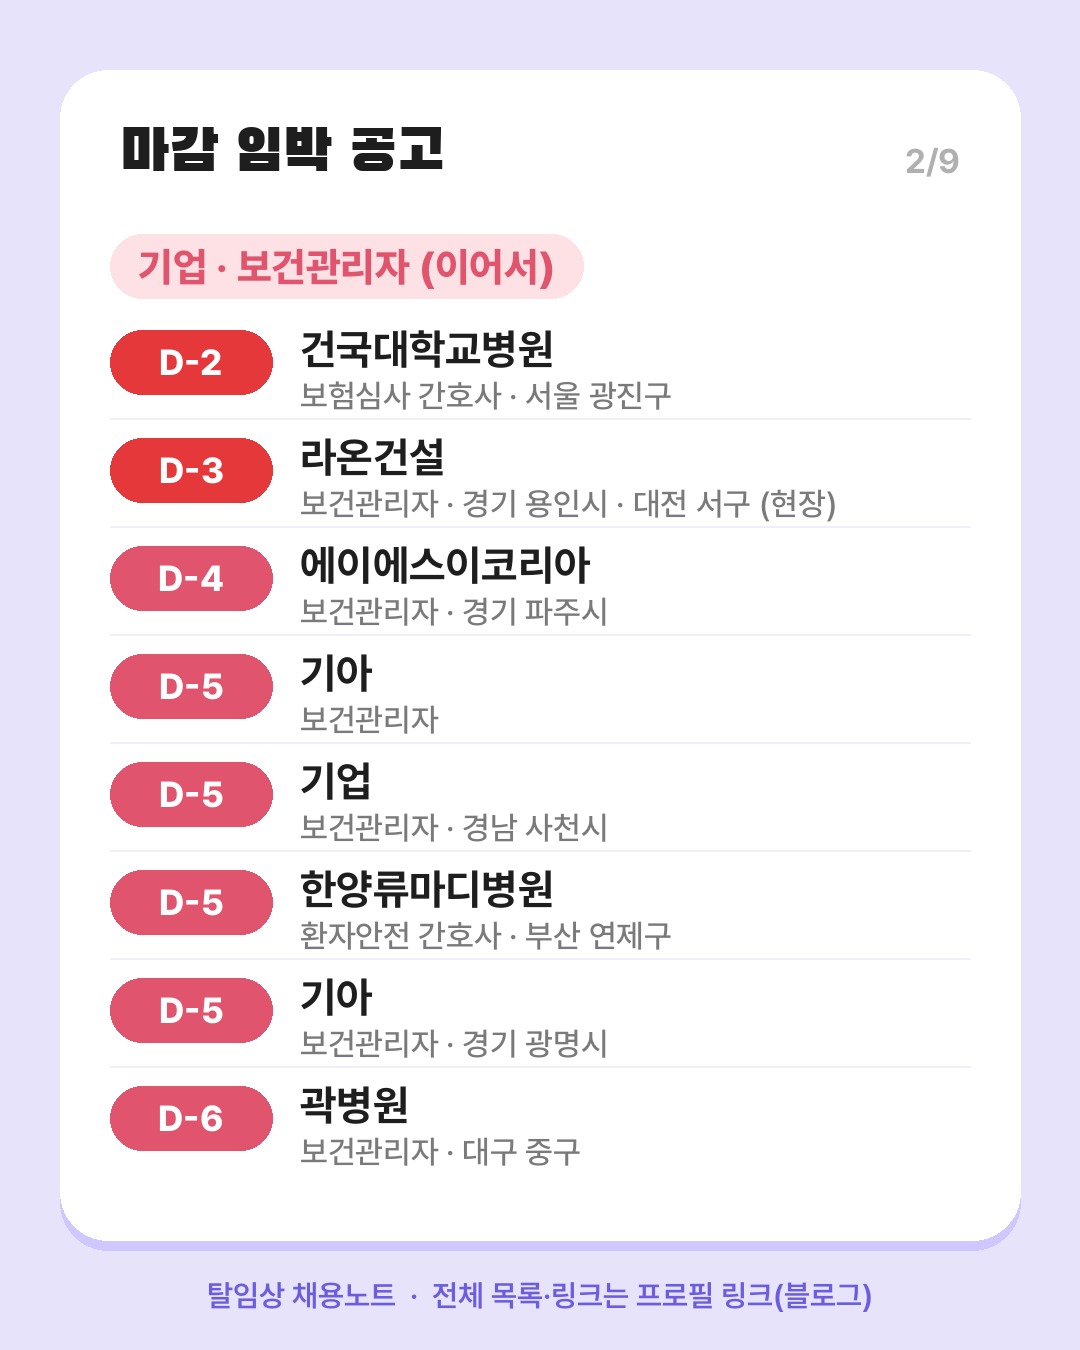 마감 임박 공고
2/9
기업 · 보건관리자 (이어서)
D-2
건국대학교병원
보험심사 간호사 · 서울 광진구
D-3
라온건설
보건관리자 · 경기 용인시 · 대전 서구 (현장)
D-4
에이에스이코리아
보건관리자 · 경기 파주시
D-5
기아
보건관리자
D-5
기업
보건관리자 · 경남 사천시
D-5
한양류마디병원
환자안전 간호사 · 부산 연제구
D-5
기아
보건관리자 · 경기 광명시
D-6
곽병원
보건관리자 · 대구 중구
탈임상 채용노트 · 전체 목록·링크는 프로필 링크(블로그)